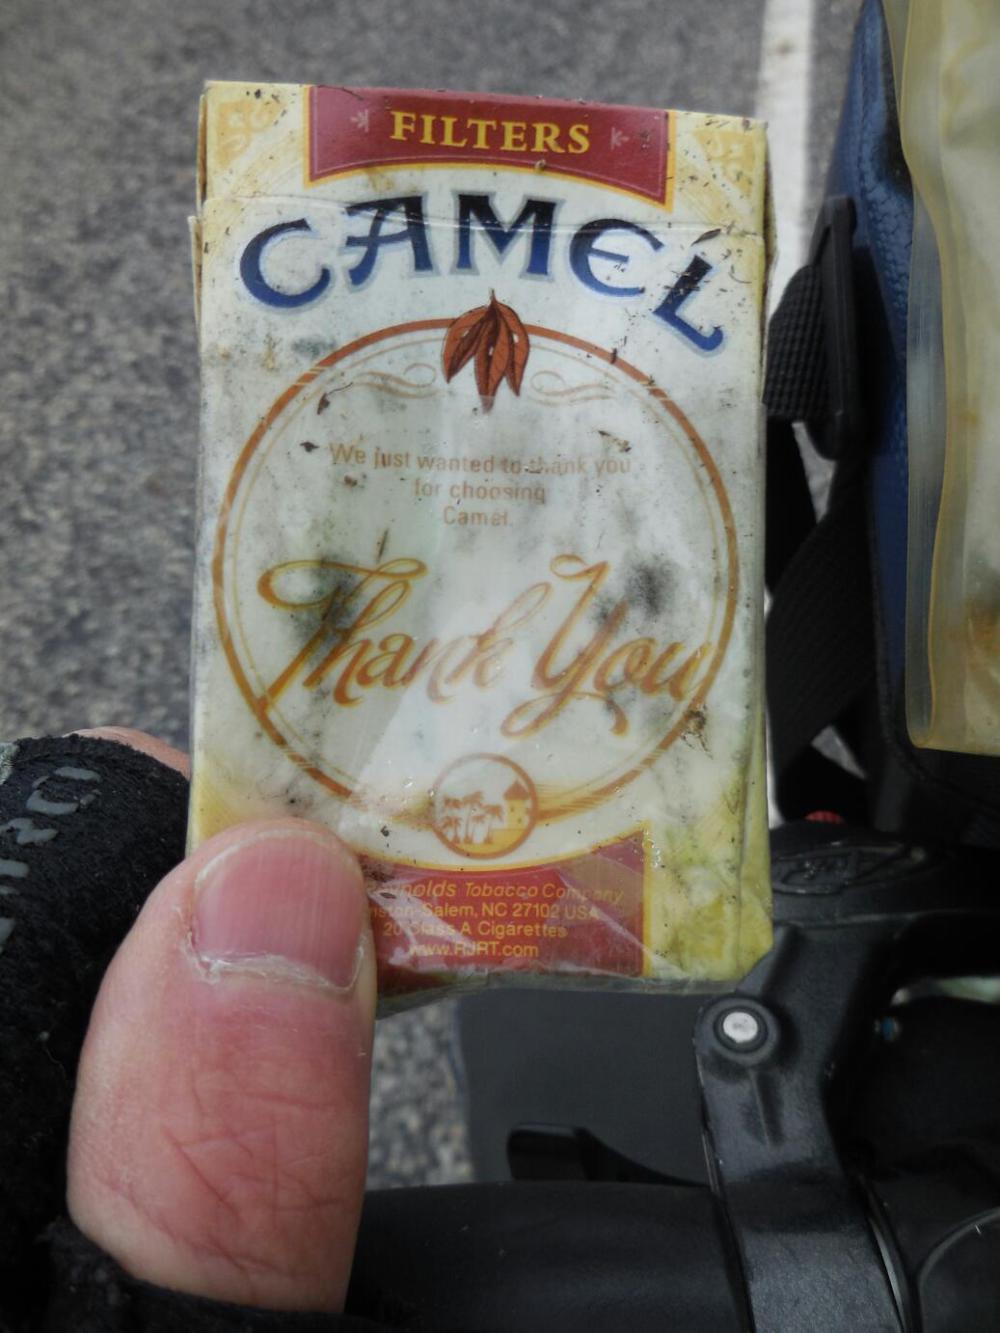 FILTERS
CAMEL
We just wanted to thank you
for choosing
Camel.
Thank You
Tobacco Company
Salem, NC 27102 USA
20 Class A Cigarettes
www.RJRT.com